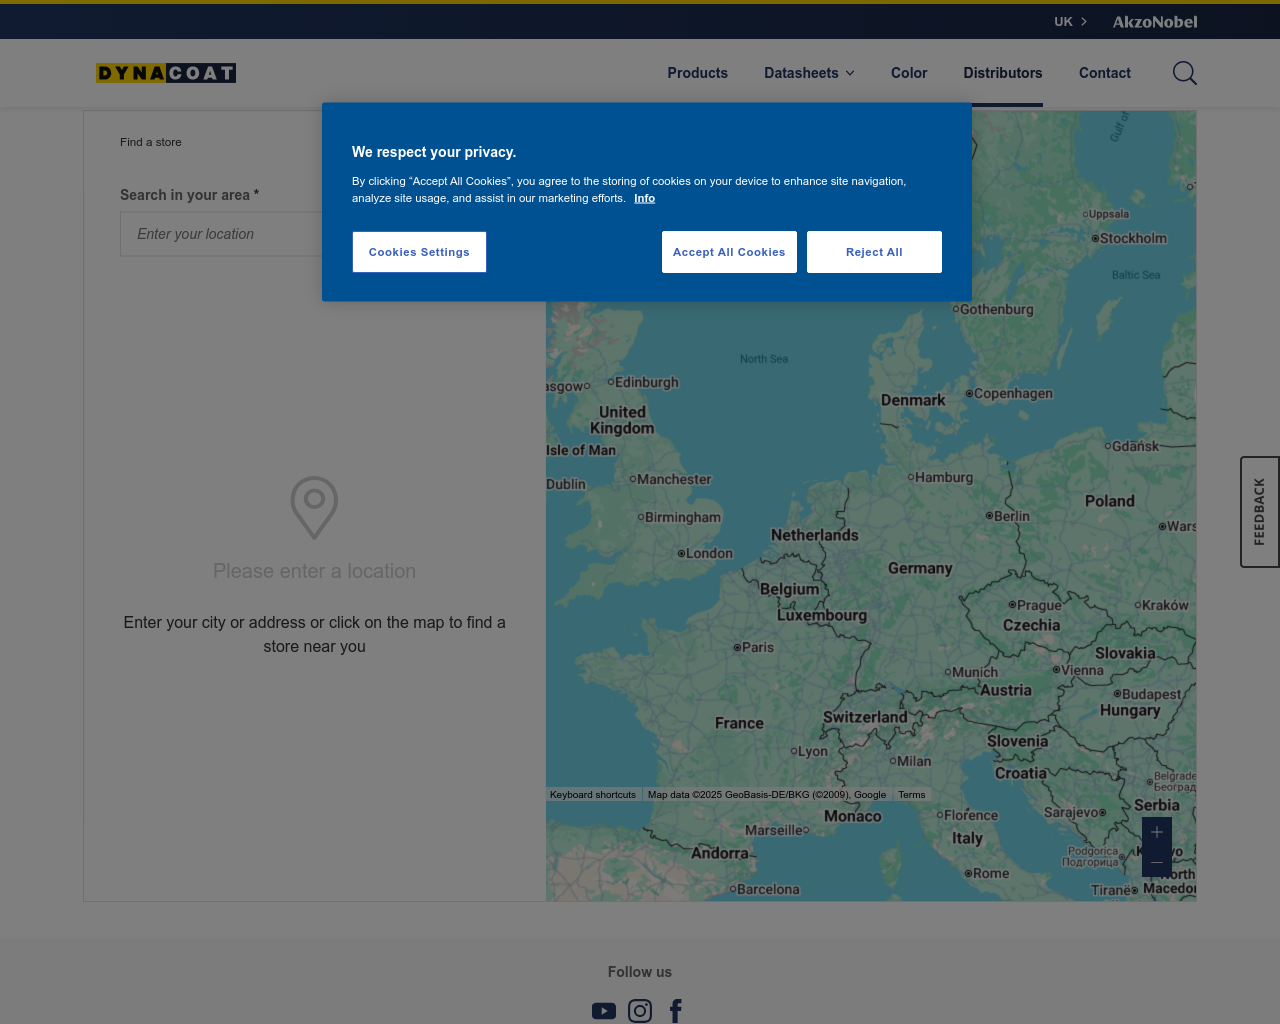 UK
AkzoNobel
DYNACOAT
Products
Datasheets
Color
Distributors
Contact
Find a store
Search in your area *
Enter your location
We respect your privacy.
By clicking “Accept All Cookies”, you agree to the storing of cookies on your device to enhance site navigation,
analyze site usage, and assist in our marketing efforts. Info
Cookies Settings
Accept All Cookies
Reject All
Please enter a location
Enter your city or address or click on the map to find a
store near you
Gulf of
Uppsala
Stockholm
Baltic Sea
Gothenburg
North Sea
Edinburgh
Denmark
Copenhagen
United
Kingdom
Isle of Man
Gdańsk
Dublin
Manchester
Hamburg
Poland
Birmingham
Berlin
London
Netherlands
Germany
Belgium
Luxembourg
Prague
Kraków
Czechia
Paris
Slovakia
Munich
Vienna
Austria
Budapest
Hungary
France
Switzerland
Slovenia
Lyon
Milan
Croatia
Belgrade
Београд
Keyboard shortcuts
Map data ©2025 GeoBasis-DE/BKG (©2009), Google
Terms
Serbia
Monaco
Florence
Sarajevo
Marseille
Italy
Andorra
Podgorica
Подгорица
Rome
North
Barcelona
Tiranë
FEEDBACK
Follow us